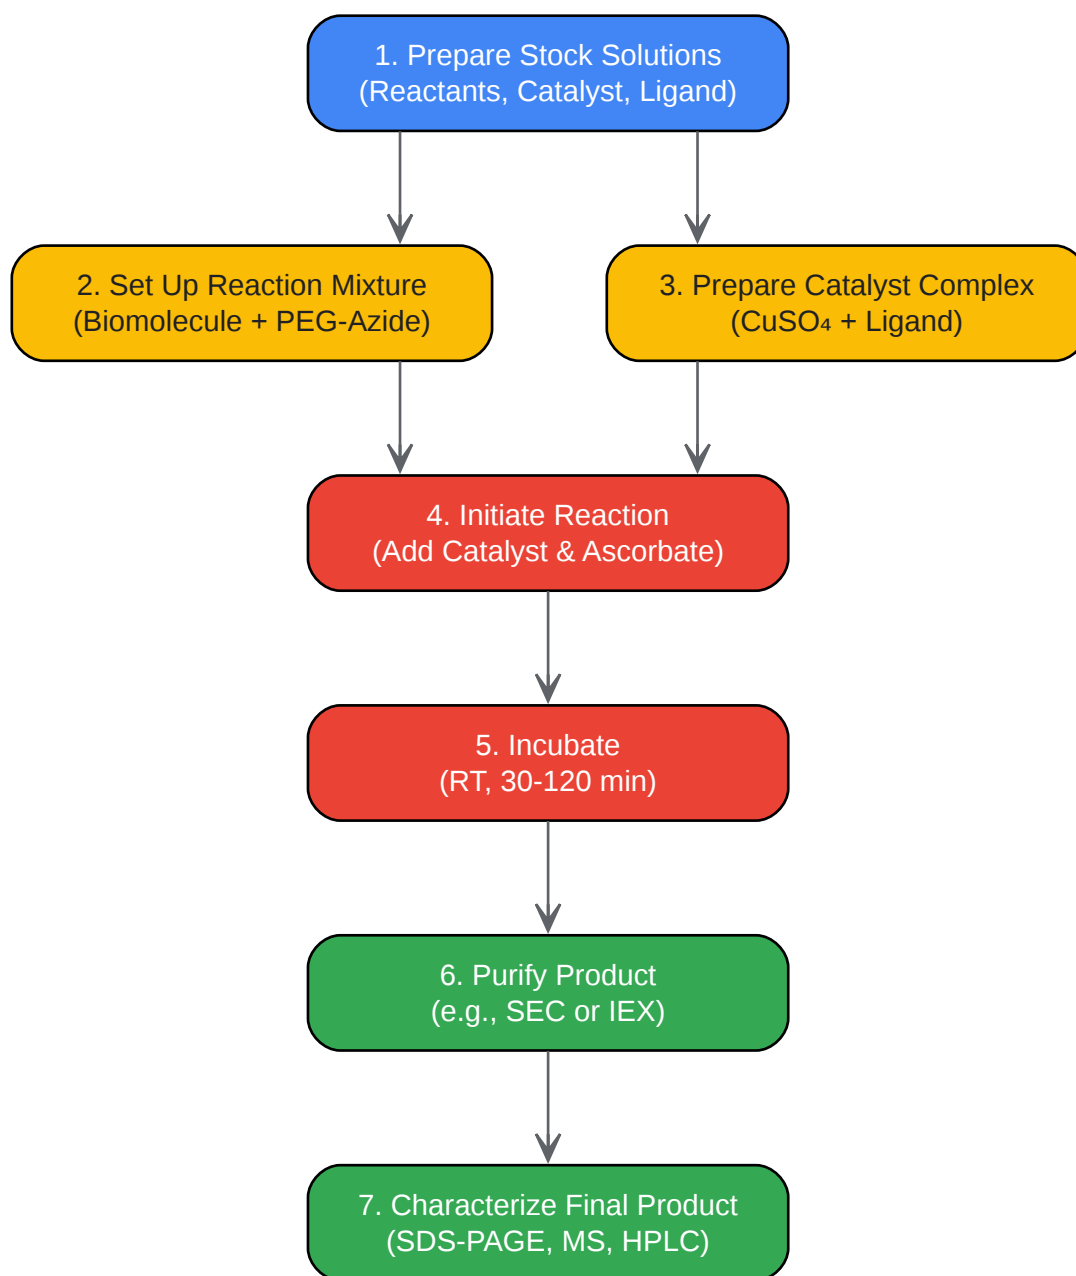 1. Prepare Stock Solutions
(Reactants, Catalyst, Ligand)
2. Set Up Reaction Mixture
(Biomolecule + PEG-Azide)
3. Prepare Catalyst Complex
(CuSO₄ + Ligand)
4. Initiate Reaction
(Add Catalyst & Ascorbate)
5. Incubate
(RT, 30-120 min)
6. Purify Product
(e.g., SEC or IEX)
7. Characterize Final Product
(SDS-PAGE, MS, HPLC)